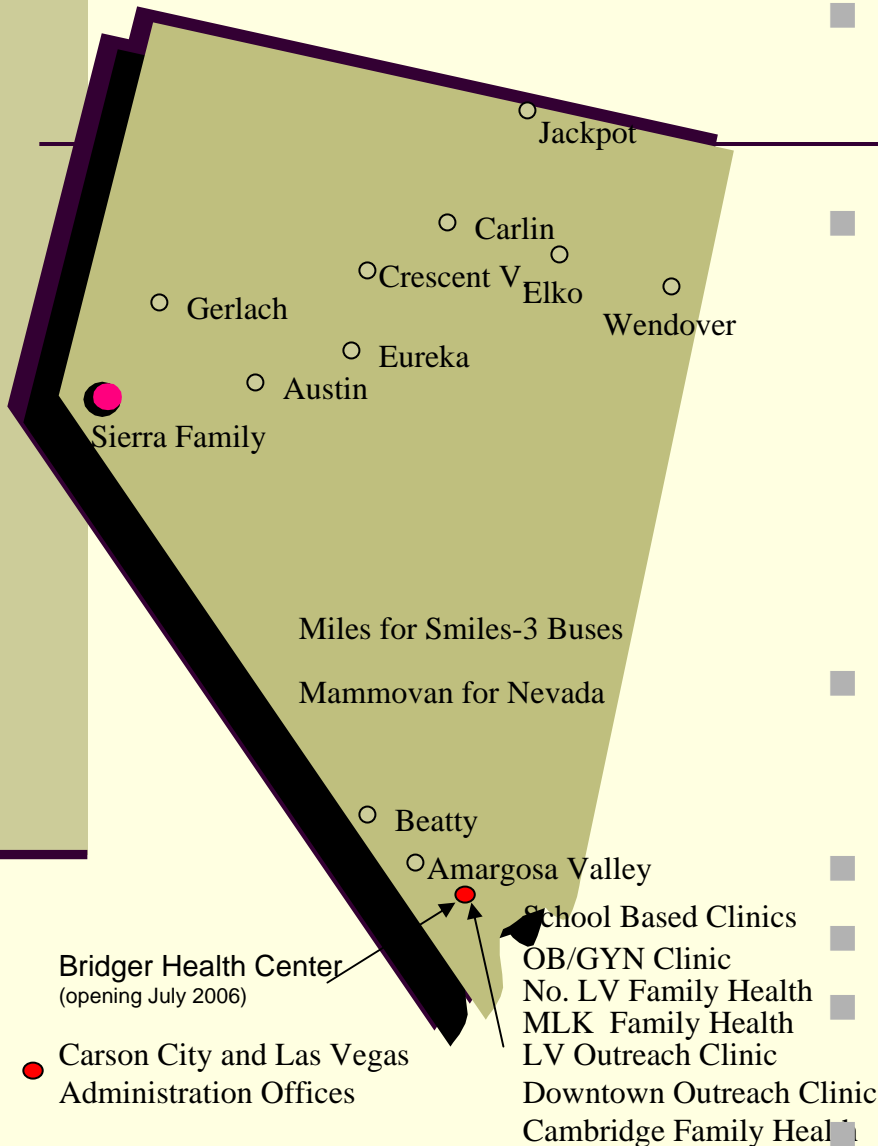 Jackpot
Carlin
Crescent V.
Elko
Wendover
Gerlach
Eureka
Austin
Sierra Family
Miles for Smiles-3 Buses
Mammovan for Nevada
Beatty
Amargosa Valley
School Based Clinics
OB/GYN Clinic
No. LV Family Health
MLK Family Health
LV Outreach Clinic
Downtown Outreach Clinic
Cambridge Family Health
Bridger Health Center
(opening July 2006)
Carson City and Las Vegas
Administration Offices